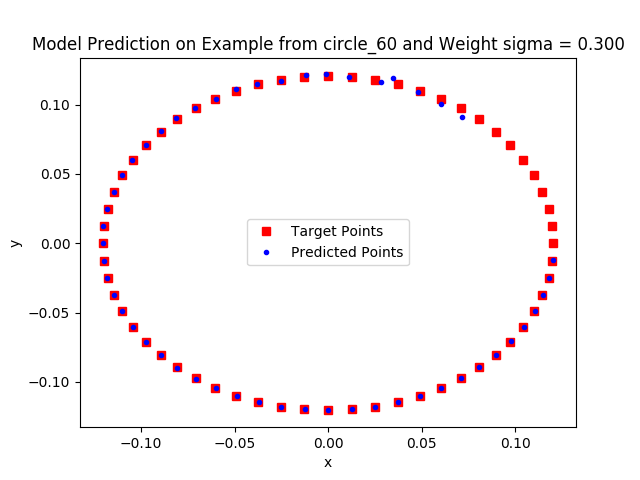 Model Prediction on Example from circle_60 and Weight sigma = 0.300
0.10
0.05
0.00
−0.05
−0.10
y
Target Points
Predicted Points
−0.10 −0.05 0.00 0.05 0.10
x